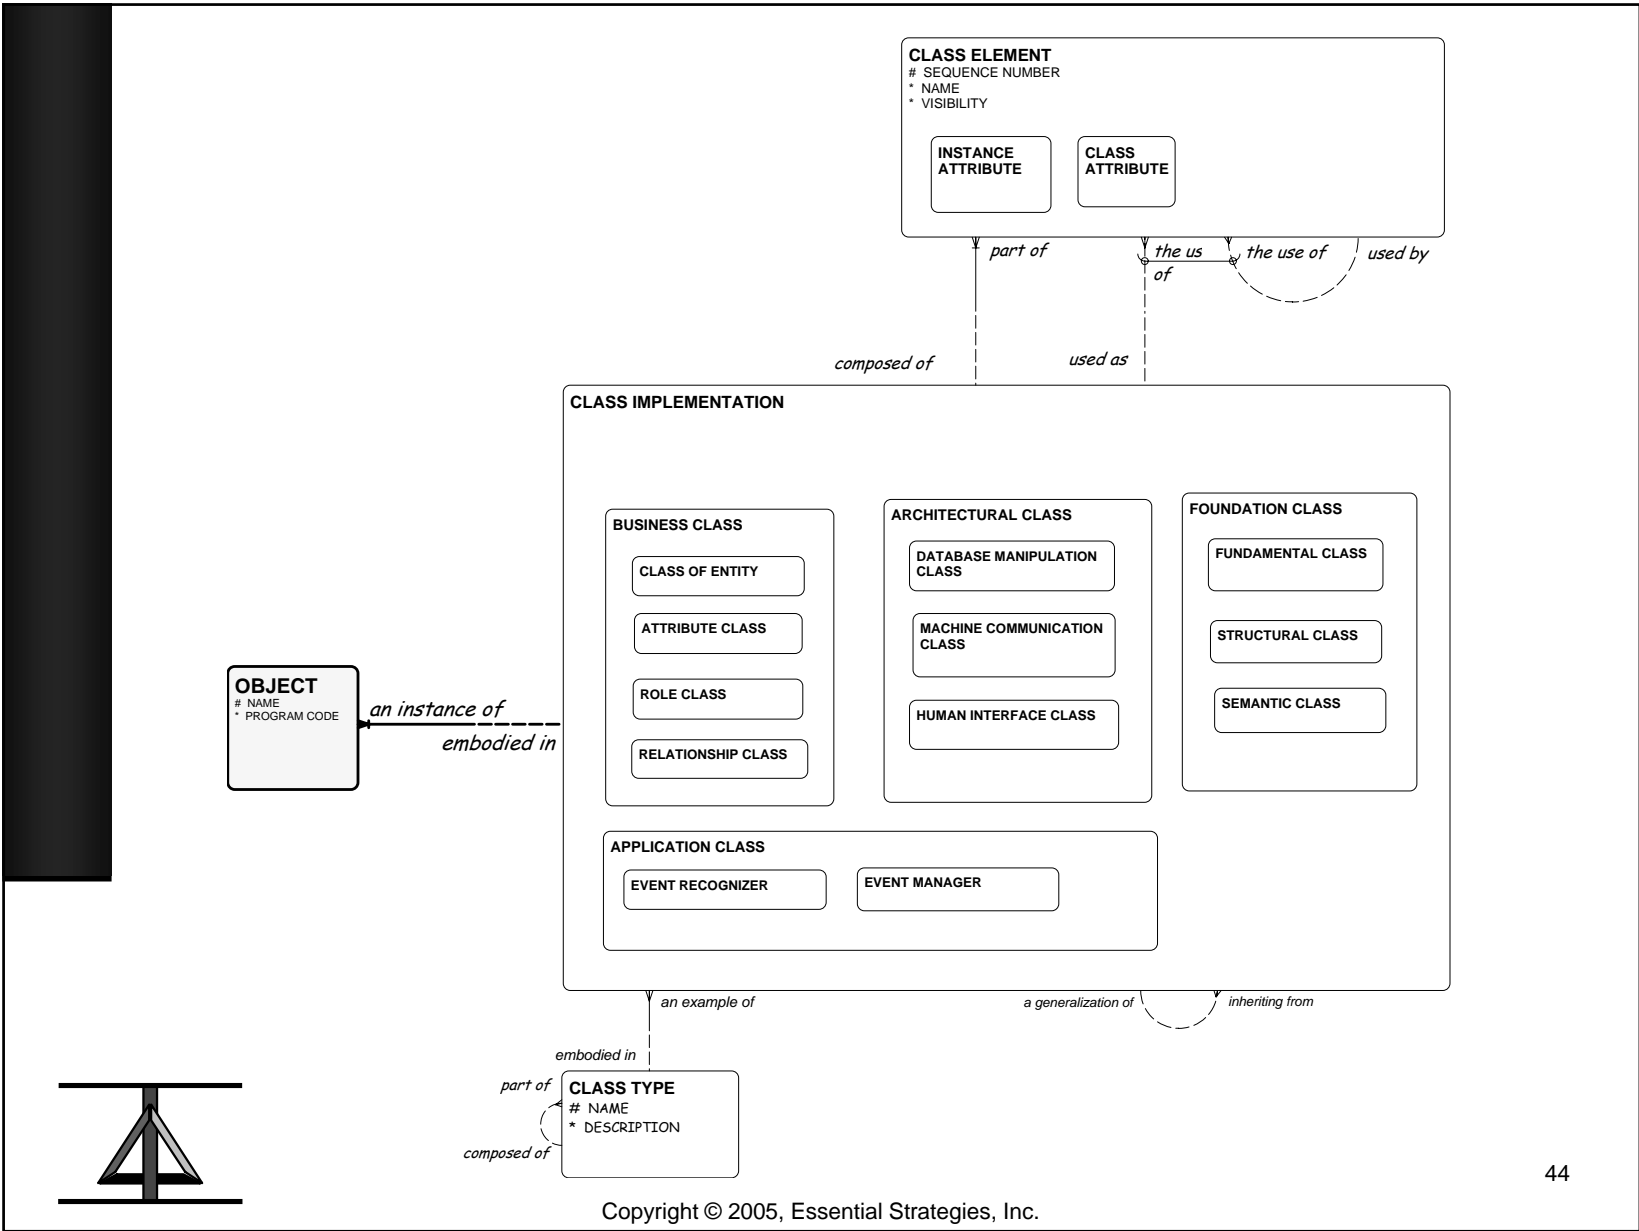 CLASS ELEMENT
# SEQUENCE NUMBER
* NAME
* VISIBILITY
INSTANCE
ATTRIBUTE
CLASS
ATTRIBUTE
part of
the us
of
the use of
used by
composed of
used as
CLASS IMPLEMENTATION
BUSINESS CLASS
CLASS OF ENTITY
ATTRIBUTE CLASS
ROLE CLASS
RELATIONSHIP CLASS
ARCHITECTURAL CLASS
DATABASE MANIPULATION
CLASS
MACHINE COMMUNICATION
CLASS
HUMAN INTERFACE CLASS
FOUNDATION CLASS
FUNDAMENTAL CLASS
STRUCTURAL CLASS
SEMANTIC CLASS
OBJECT
# NAME
* PROGRAM CODE
an instance of
embodied in
APPLICATION CLASS
EVENT RECOGNIZER
EVENT MANAGER
an example of
a generalization of
inheriting from
embodied in
part of
composed of
CLASS TYPE
# NAME
* DESCRIPTION
44
Copyright © 2005, Essential Strategies, Inc.